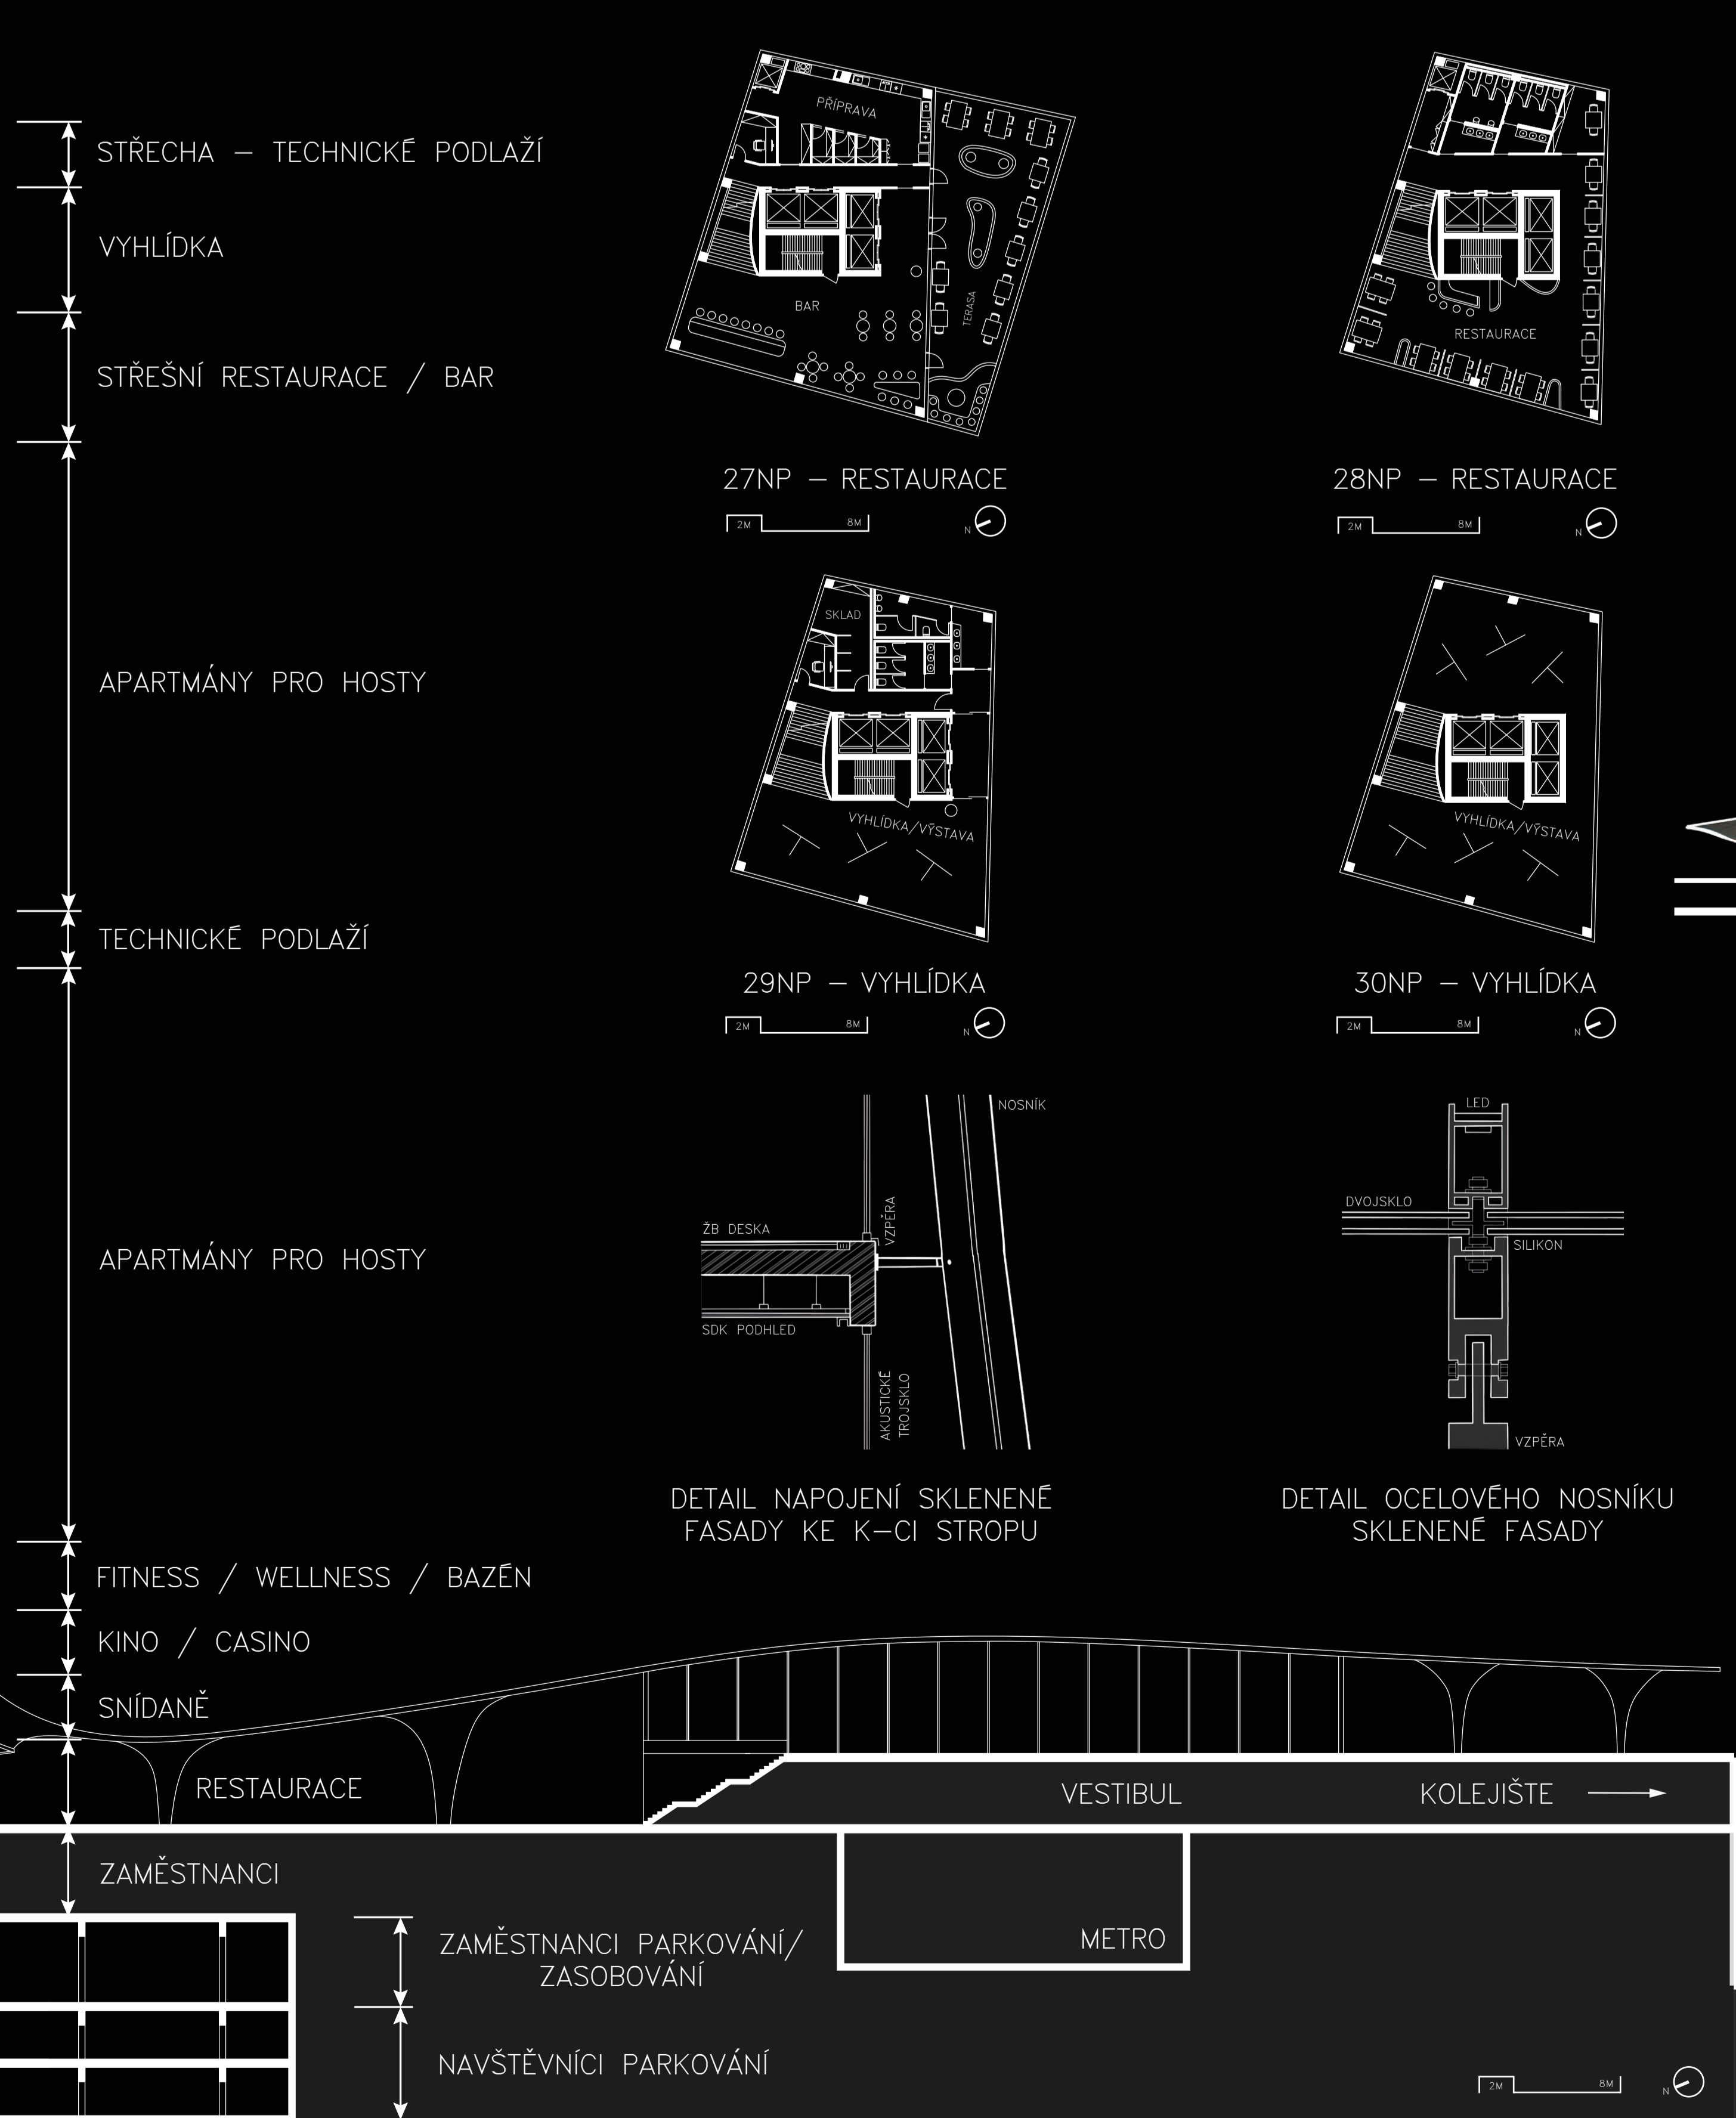 STŘECHA – TECHNICKÉ PODLAŽÍ
VYHLÍDKA
STŘEŠNÍ RESTAURACE / BAR
APARTMÁNY PRO HOSTY
TECHNICKÉ PODLAŽÍ
APARTMÁNY PRO HOSTY
FITNESS / WELLNESS / BAZÉN
KINO / CASINO
SNÍDANĚ
RESTAURACE
ZAMĚSTNANCI
PŘÍPRAVA
BAR
TERASA
27NP – RESTAURACE
2M 8M N
RESTAURACE
28NP – RESTAURACE
2M 8M N
SKLAD
VYHLÍDKA/VÝSTAVA
29NP – VYHLÍDKA
2M 8M N
VYHLÍDKA/VÝSTAVA
30NP – VYHLÍDKA
2M 8M N
NOSNÍK
VZPĚRA
ŽB DESKA
SDK PODHLED
AKUSTICKÉ
TROJSKLO
DETAIL NAPOJENÍ SKLENENÉ
FASADY KE K–CI STROPU
LED
DVOJSKLO
SILIKON
VZPĚRA
DETAIL OCELOVÉHO NOSNÍKU
SKLENENÉ FASADY
VESTIBUL
KOLEJIŠTE
METRO
ZAMĚSTNANCI PARKOVÁNÍ/
ZASOBOVÁNÍ
NAVŠTĚVNÍCI PARKOVÁNÍ
2M 8M N